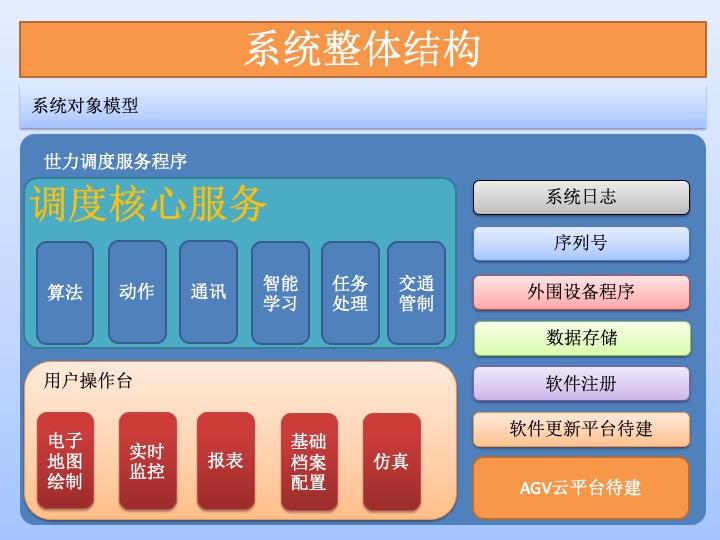 系统整体结构
系统对象模型
世力调度服务程序
调度核心服务
算法
动作
通讯
智能
学习
任务
处理
交通
管制
用户操作台
电子
地图
绘制
实时
监控
报表
基础
档案
配置
仿真
系统日志
序列号
外围设备程序
数据存储
软件注册
软件更新平台待建
AGV云平台待建